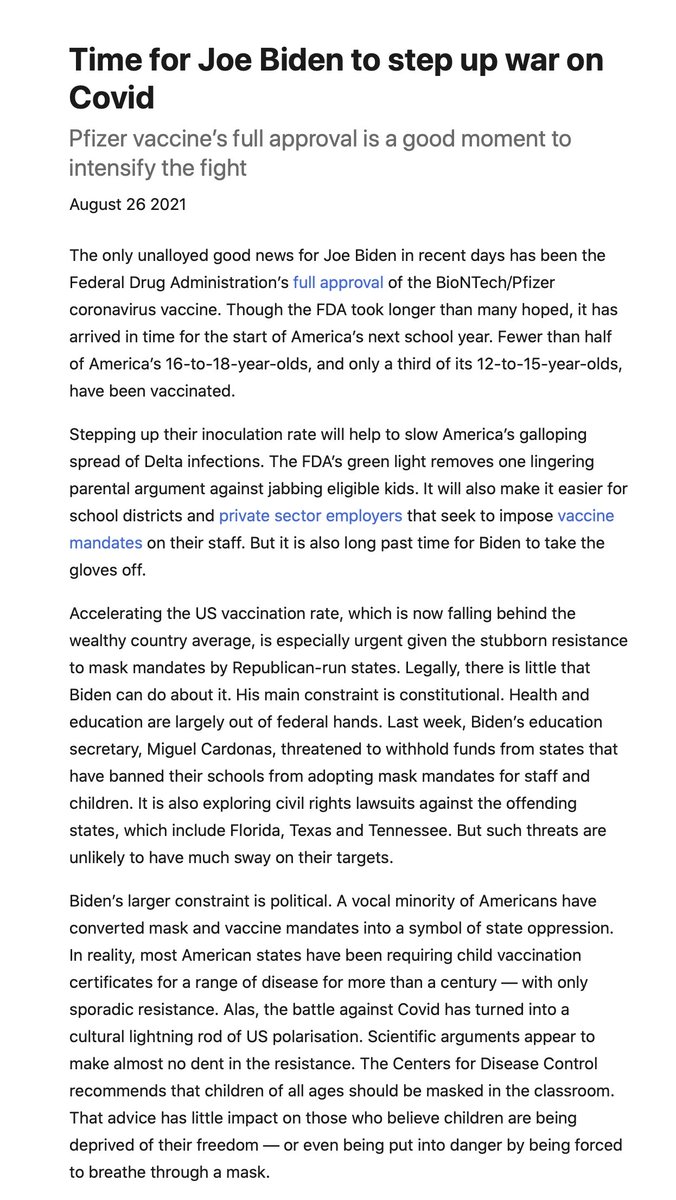 Time for Joe Biden to step up war on
Covid
Pfizer vaccine’s full approval is a good moment to
intensify the fight
August 26 2021
The only unalloyed good news for Joe Biden in recent days has been the
Federal Drug Administration’s full approval of the BioNTech/Pfizer
coronavirus vaccine. Though the FDA took longer than many hoped, it has
arrived in time for the start of America’s next school year. Fewer than half
of America’s 16-to-18-year-olds, and only a third of its 12-to-15-year-olds,
have been vaccinated.
Stepping up their inoculation rate will help to slow America’s galloping
spread of Delta infections. The FDA’s green light removes one lingering
parental argument against jabbing eligible kids. It will also make it easier for
school districts and private sector employers that seek to impose vaccine
mandates on their staff. But it is also long past time for Biden to take the
gloves off.
Accelerating the US vaccination rate, which is now falling behind the
wealthy country average, is especially urgent given the stubborn resistance
to mask mandates by Republican-run states. Legally, there is little that
Biden can do about it. His main constraint is constitutional. Health and
education are largely out of federal hands. Last week, Biden’s education
secretary, Miguel Cardonas, threatened to withhold funds from states that
have banned their schools from adopting mask mandates for staff and
children. It is also exploring civil rights lawsuits against the offending
states, which include Florida, Texas and Tennessee. But such threats are
unlikely to have much sway on their targets.
Biden’s larger constraint is political. A vocal minority of Americans have
converted mask and vaccine mandates into a symbol of state oppression.
In reality, most American states have been requiring child vaccination
certificates for a range of disease for more than a century — with only
sporadic resistance. Alas, the battle against Covid has turned into a
cultural lightning rod of US polarisation. Scientific arguments appear to
make almost no dent in the resistance. The Centers for Disease Control
recommends that children of all ages should be masked in the classroom.
That advice has little impact on those who believe children are being
deprived of their freedom — or even being put into danger by being forced
to breathe through a mask.